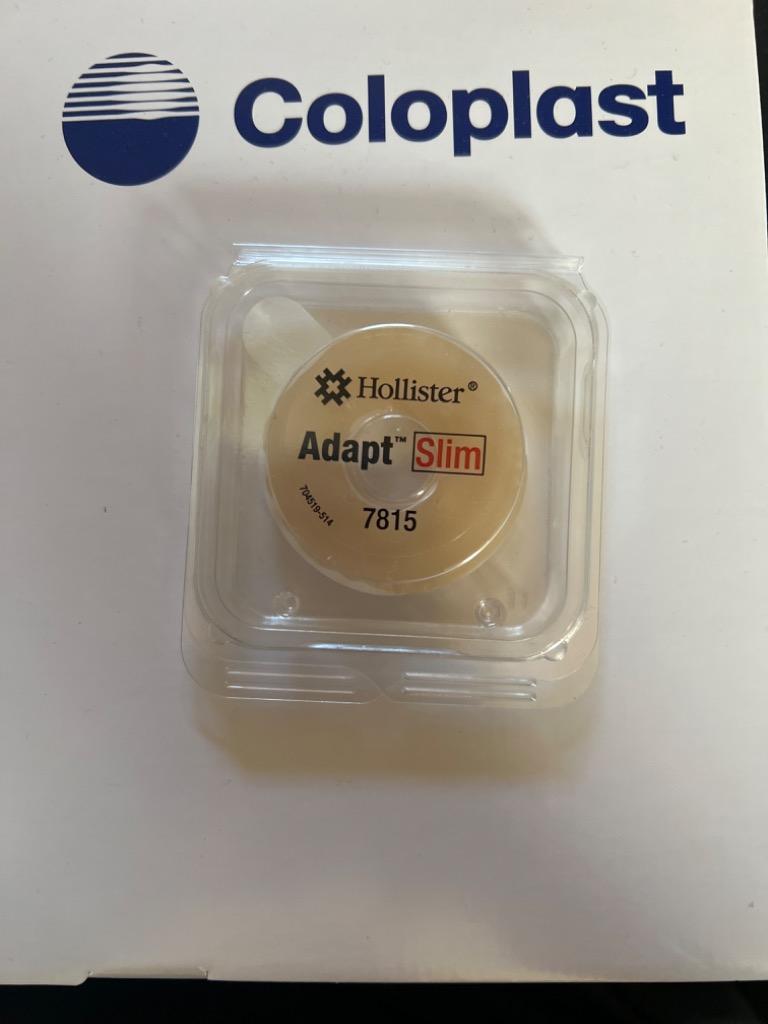 Coloplast
Hollister®
Adapt™ Slim
704519-514
7815